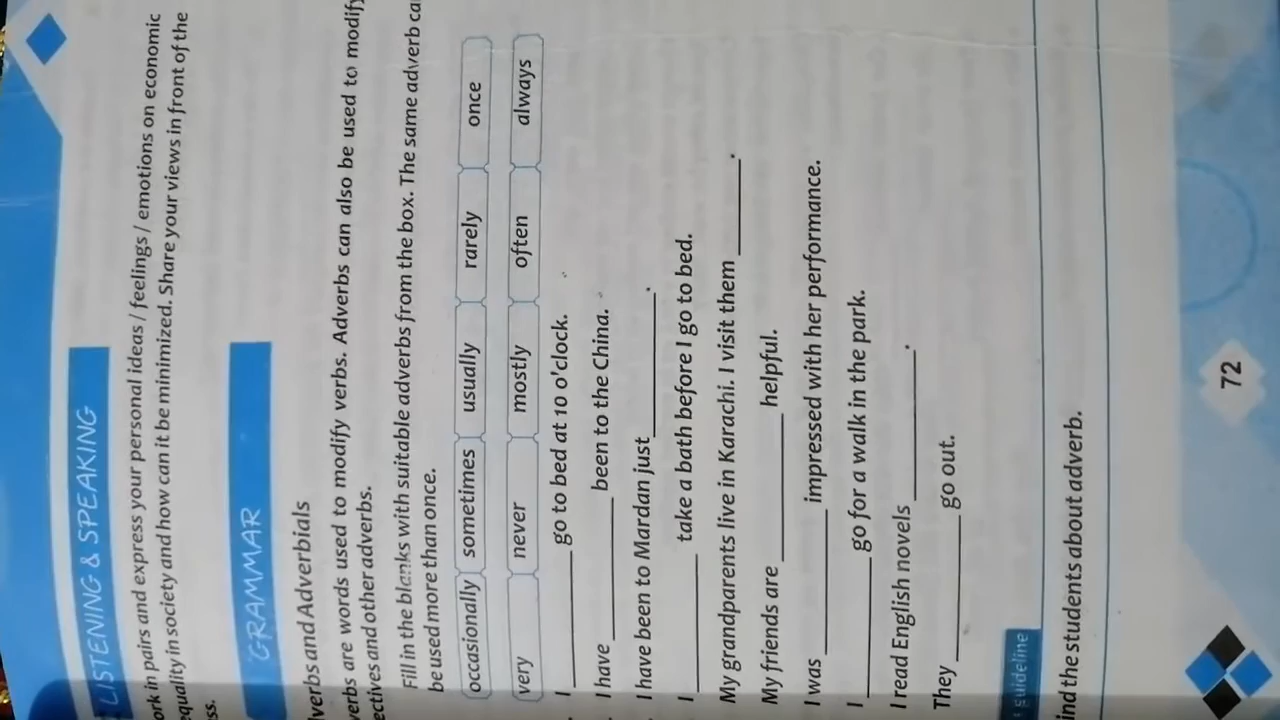 LISTENING & SPEAKING
ork in pairs and express your personal ideas / feelings / emotions on economic
equality in society and how can it be minimized. Share your views in front of the
ss.
GRAMMAR
verbs and Adverbials
verbs are words used to modify verbs. Adverbs can also be used to modify
ectives and other adverbs.
Fill in the blanks with suitable adverbs from the box. The same adverb ca
be used more than once.
occasionally sometimes usually rarely once
very never mostly often always
I ________ go to bed at 10 o'clock.
I have ________ been to the China.
I have been to Mardan just ________.
I ________ take a bath before I go to bed.
My grandparents live in Karachi. I visit them ________.
My friends are ________ helpful.
I was ________ impressed with her performance.
I ________ go for a walk in the park.
I read English novels ________.
They ________ go out.
guideline
ind the students about adverb.
72